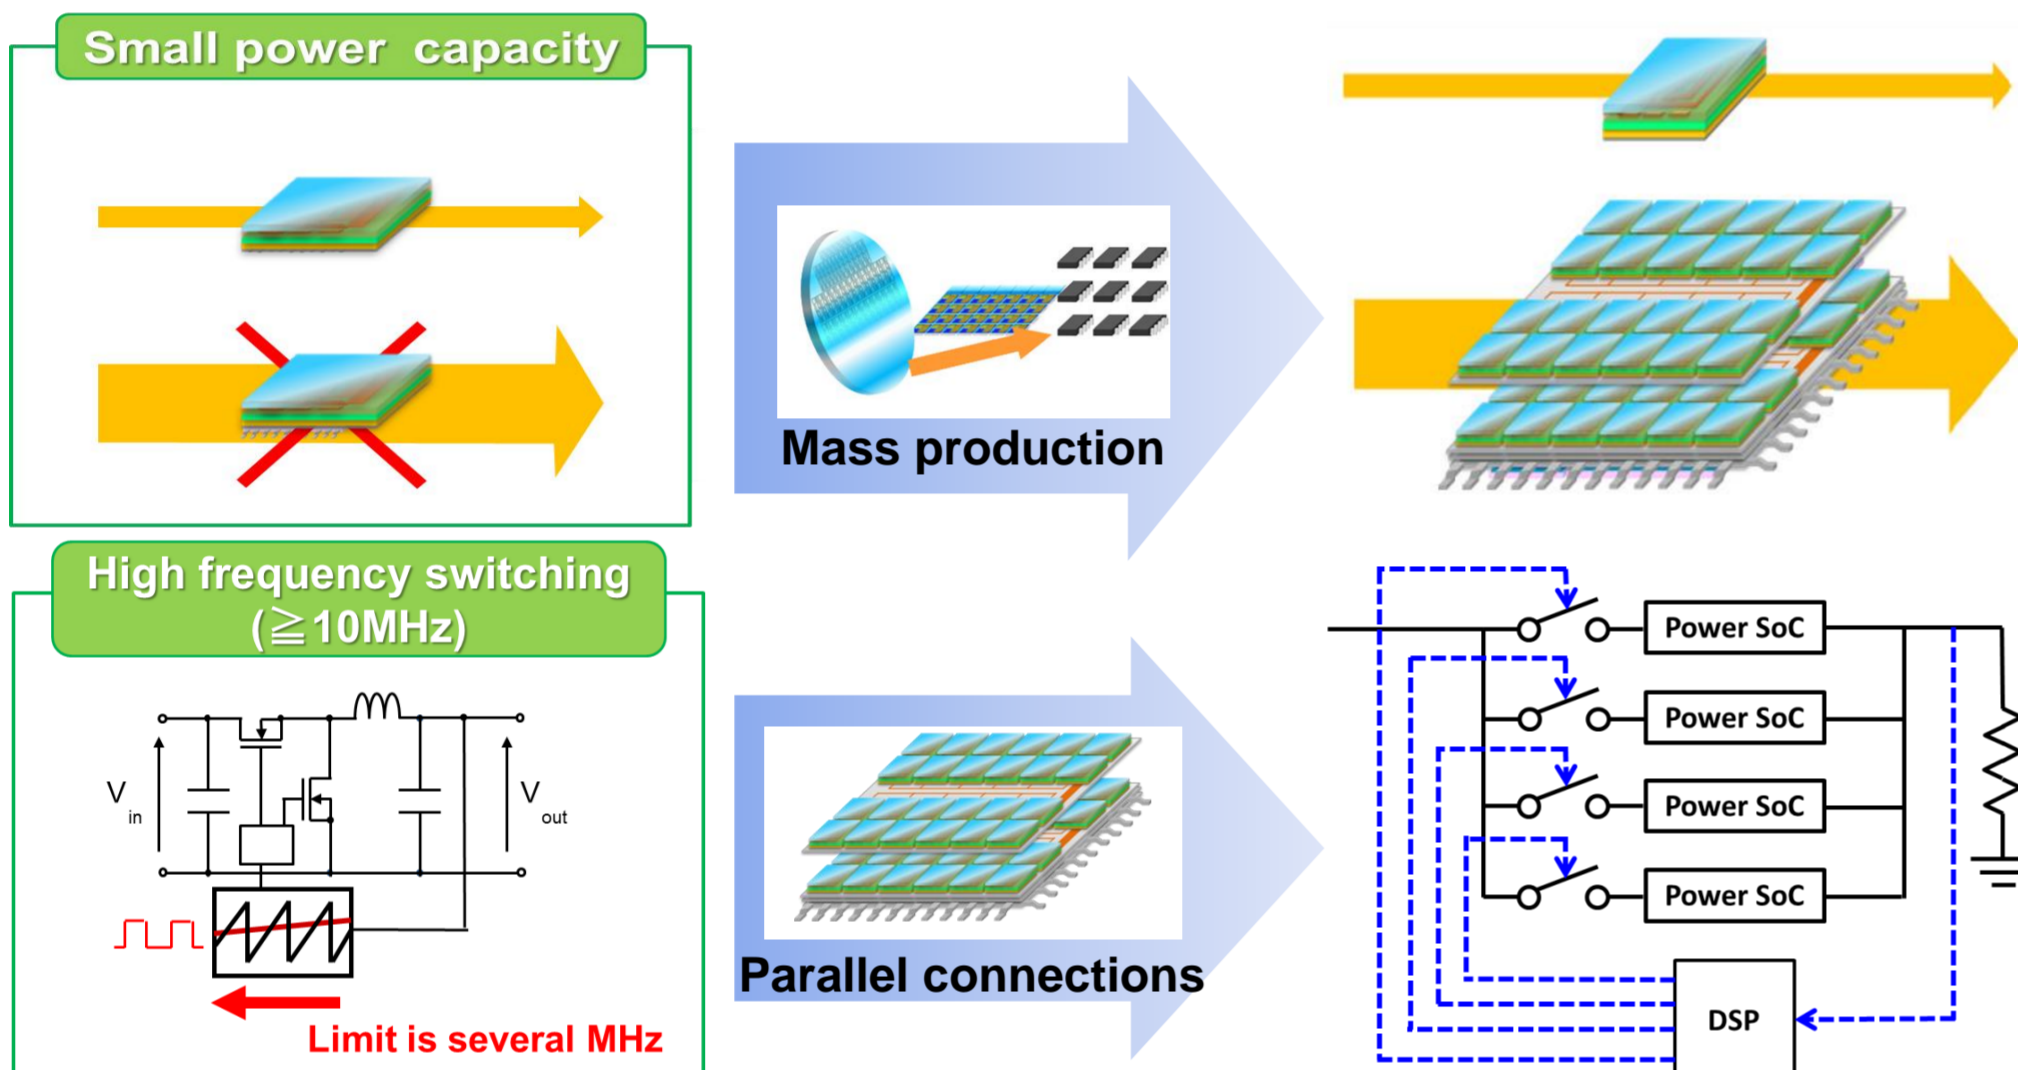 Small power capacity
Mass production
High frequency switching
(≧10MHz)
V
in
V
out
Limit is several MHz
Parallel connections
Power SoC
Power SoC
Power SoC
Power SoC
DSP